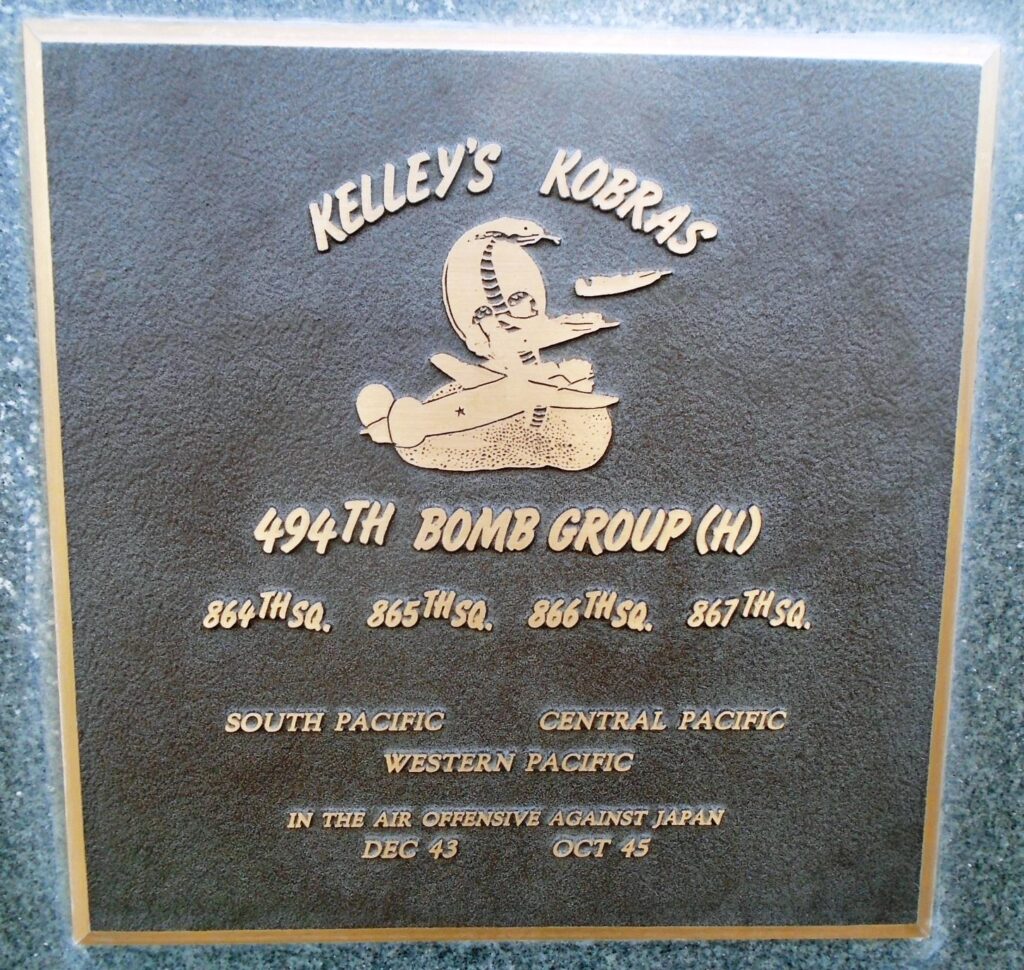 KELLEY'S KOBRAS
494TH BOMB GROUP (H)
864TH SQ. 865TH SQ. 866TH SQ. 867TH SQ.
SOUTH PACIFIC CENTRAL PACIFIC
WESTERN PACIFIC
IN THE AIR OFFENSIVE AGAINST JAPAN
DEC 43 OCT 45